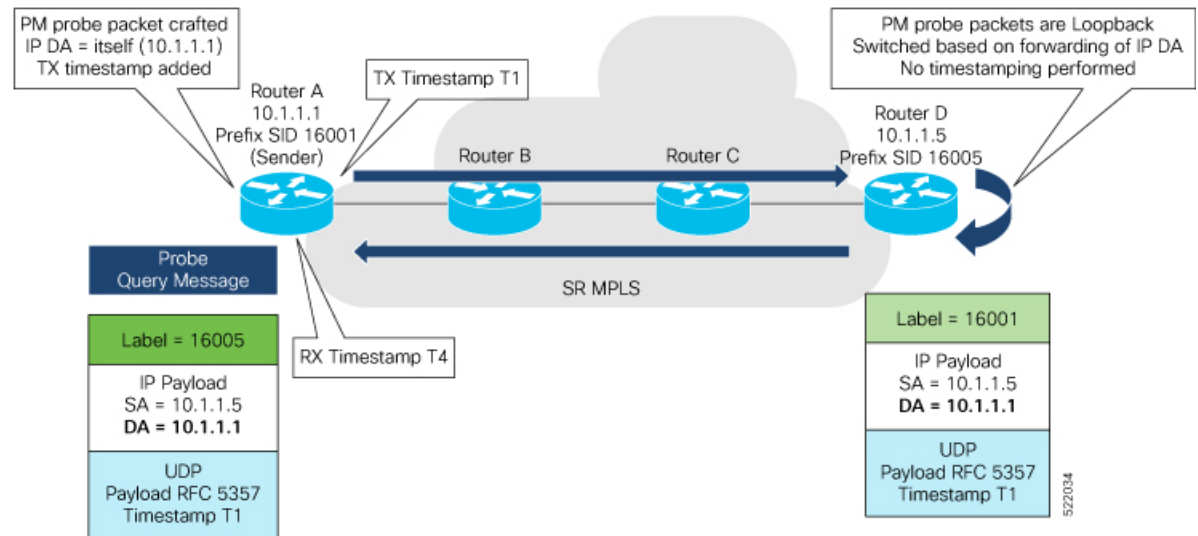 PM probe packet crafted
IP DA = itself (10.1.1.1)
TX timestamp added
TX Timestamp T1
PM probe packets are Loopback
Switched based on forwarding of IP DA
No timestamping performed
Router A
10.1.1.1
Prefix SID 16001
(Sender)
Router B
Router C
Router D
10.1.1.5
Prefix SID 16005
Probe
Query Message
SR MPLS
RX Timestamp T4
Label = 16005
IP Payload
SA = 10.1.1.5
DA = 10.1.1.1
UDP
Payload RFC 5357
Timestamp T1
Label = 16001
IP Payload
SA = 10.1.1.5
DA = 10.1.1.1
UDP
Payload RFC 5357
Timestamp T1
522034